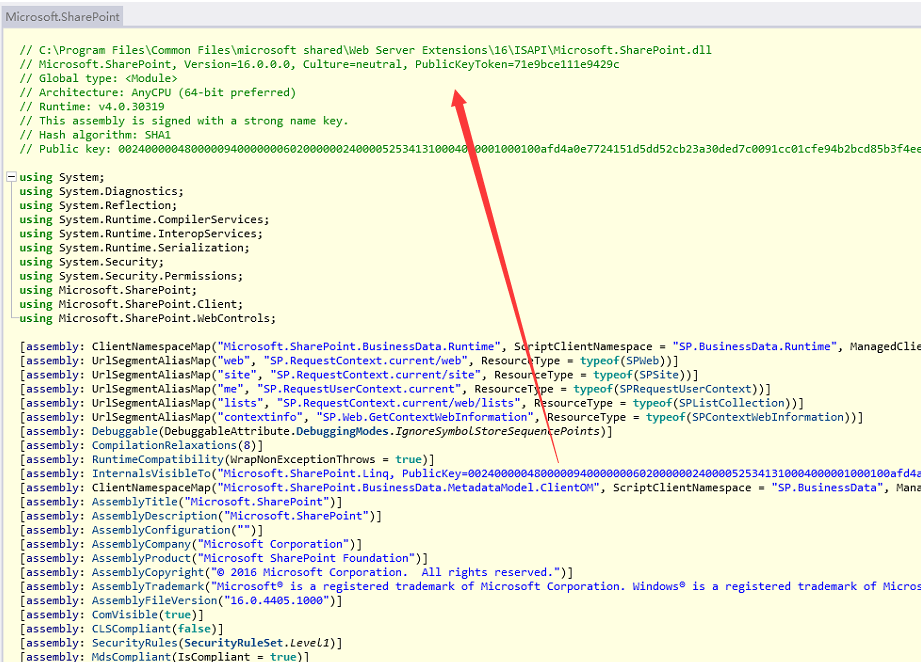 Microsoft.SharePoint
// C:\Program Files\Common Files\microsoft shared\Web Server Extensions\16\ISAPI\Microsoft.SharePoint.dll
// Microsoft.SharePoint, Version=16.0.0.0, Culture=neutral, PublicKeyToken=71e9bce111e9429c
// Global type: <Module>
// Architecture: AnyCPU (64-bit preferred)
// Runtime: v4.0.30319
// This assembly is signed with a strong name key.
// Hash algorithm: SHA1
// Public key:
using System;
using System.Diagnostics;
using System.Reflection;
using System.Runtime.CompilerServices;
using System.Runtime.InteropServices;
using System.Runtime.Serialization;
using System.Security;
using System.Security.Permissions;
using Microsoft.SharePoint;
using Microsoft.SharePoint.Client;
using Microsoft.SharePoint.WebControls;
[assembly: ClientNamespaceMap("Microsoft.SharePoint.BusinessData.Runtime", ScriptClientNamespace = "SP.BusinessData.Runtime", ManagedClie
[assembly: UrlSegmentAliasMap("web", "SP.RequestContext.current/web", ResourceType = typeof(SPWeb))]
[assembly: UrlSegmentAliasMap("site", "SP.RequestContext.current/site", ResourceType = typeof(SPSite))]
[assembly: UrlSegmentAliasMap("me", "SP.RequestUserContext.current", ResourceType = typeof(SPRequestUserContext))]
[assembly: UrlSegmentAliasMap("lists", "SP.RequestContext.current/web/lists", ResourceType = typeof(SPListCollection))]
[assembly: UrlSegmentAliasMap("contextinfo", "SP.Web.GetContextWebInformation", ResourceType = typeof(SPContextWebInformation))]
[assembly: Debuggable(DebuggableAttribute.DebuggingModes.IgnoreSymbolStoreSequencePoints)]
[assembly: CompilationRelaxations(8)]
[assembly: RuntimeCompatibility(WrapNonExceptionThrows = true)]
[assembly: InternalsVisibleTo("Microsoft.SharePoint.Linq,
[assembly: ClientNamespaceMap("Microsoft.SharePoint.BusinessData.MetadataModel.ClientOM", ScriptClientNamespace = "SP.BusinessData", Mana
[assembly: AssemblyTitle("Microsoft.SharePoint")]
[assembly: AssemblyDescription("Microsoft.SharePoint")]
[assembly: AssemblyConfiguration("")]
[assembly: AssemblyCompany("Microsoft Corporation")]
[assembly: AssemblyProduct("Microsoft SharePoint Foundation")]
[assembly: AssemblyCopyright("© 2016 Microsoft Corporation.  All rights reserved.")]
[assembly: AssemblyTrademark("Microsoft® is a registered trademark of Microsoft Corporation. Windows® is a registered trademark of Micros
[assembly: AssemblyFileVersion("16.0.4405.1000")]
[assembly: ComVisible(true)]
[assembly: CLSCompliant(false)]
[assembly: SecurityRules(SecurityRuleSet.Level1)]
[assembly: MdsCompliant(IsCompliant = true)]